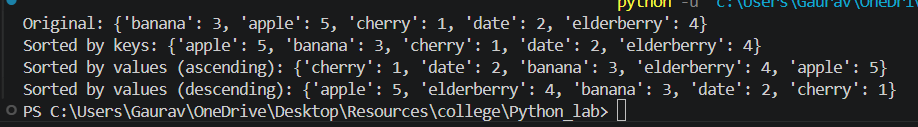 python -u "c:\Users\Gaurav\OneDriv
Original: {'banana': 3, 'apple': 5, 'cherry': 1, 'date': 2, 'elderberry': 4}
Sorted by keys: {'apple': 5, 'banana': 3, 'cherry': 1, 'date': 2, 'elderberry': 4}
Sorted by values (ascending): {'cherry': 1, 'date': 2, 'banana': 3, 'elderberry': 4, 'apple': 5}
Sorted by values (descending): {'apple': 5, 'elderberry': 4, 'banana': 3, 'date': 2, 'cherry': 1}
PS C:\Users\Gaurav\OneDrive\Desktop\Resources\college\Python_lab>